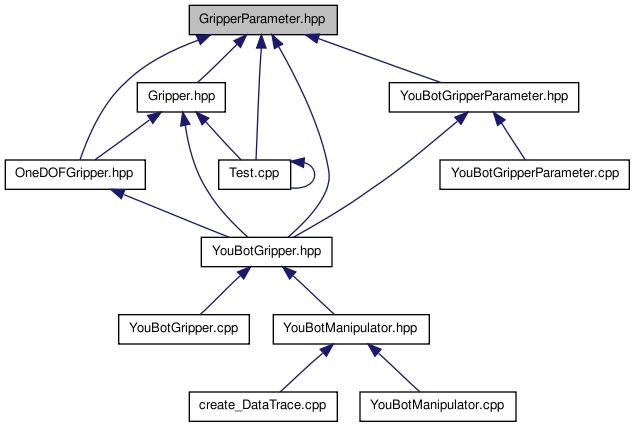 GripperParameter.hpp
Gripper.hpp
YouBotGripperParameter.hpp
OneDOFGripper.hpp
Test.cpp
YouBotGripperParameter.cpp
YouBotGripper.hpp
YouBotGripper.cpp
YouBotManipulator.hpp
create_DataTrace.cpp
YouBotManipulator.cpp